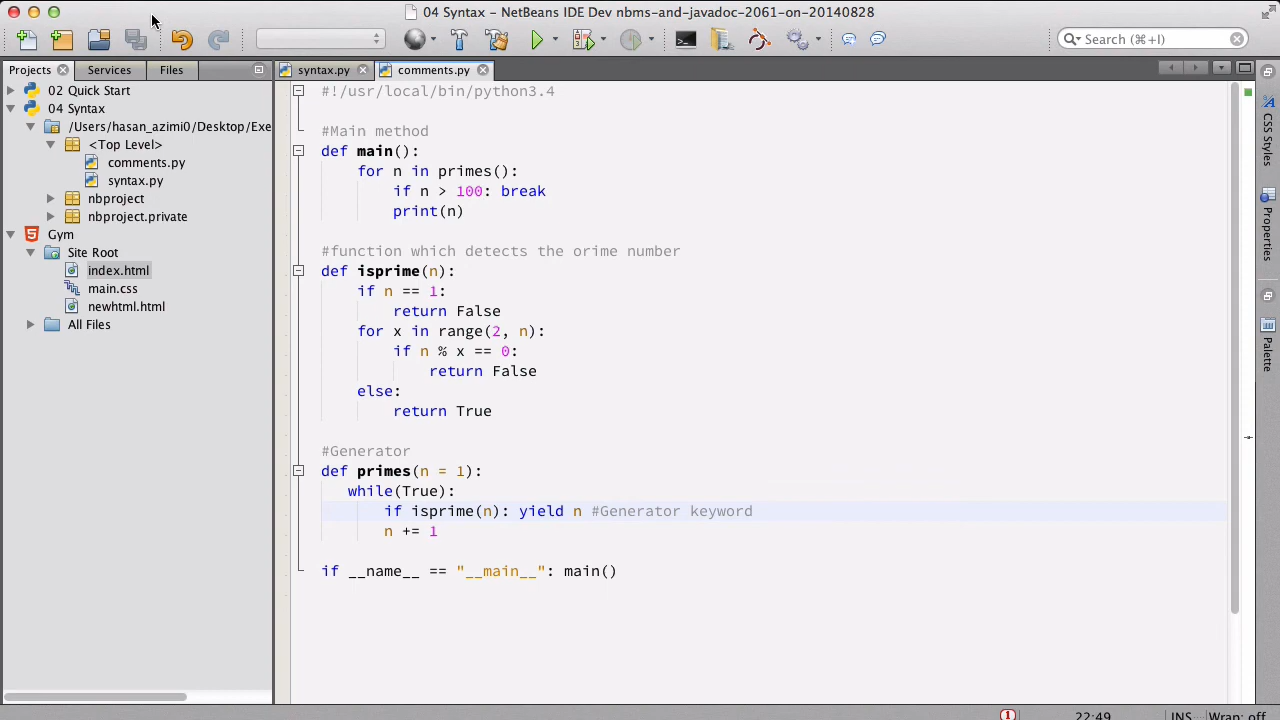 04 Syntax – NetBeans IDE Dev nbms-and-javadoc-2061-on-20140828
Search (⌘+I)
Projects
Services
Files
syntax.py
comments.py
02 Quick Start
04 Syntax
/Users/hasan_azimi0/Desktop/Exe
<Top Level>
comments.py
syntax.py
nbproject
nbproject.private
Gym
Site Root
index.html
main.css
newhtml.html
All Files
#!/usr/local/bin/python3.4
#Main method
def main():
    for n in primes():
        if n > 100: break
        print(n)
#function which detects the orime number
def isprime(n):
    if n == 1:
        return False
    for x in range(2, n):
        if n % x == 0:
            return False
    else:
        return True
#Generator
def primes(n = 1):
   while(True):
       if isprime(n): yield n #Generator keyword
       n += 1
if __name__ == "__main__": main()
CSS Styles
Properties
Palette
1
22:49
INS
Wrap: off